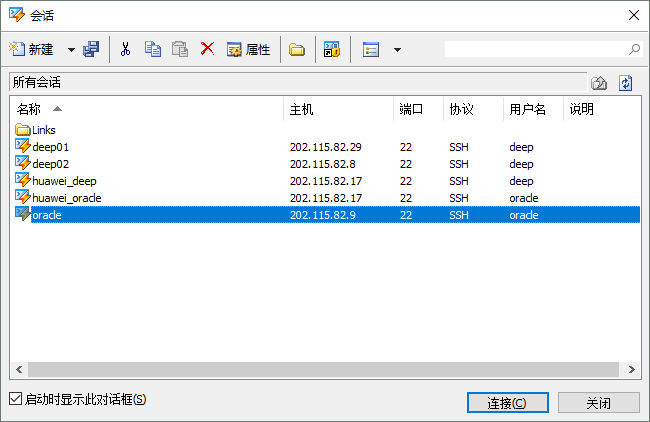 会话
新建 属性
所有会话
名称 主机 端口 协议 用户名 说明
Links
deep01 202.115.82.29 22 SSH deep
deep02 202.115.82.8 22 SSH deep
huawei_deep 202.115.82.17 22 SSH deep
huawei_oracle 202.115.82.17 22 SSH oracle
oracle 202.115.82.9 22 SSH oracle
启动时显示此对话框(S)
连接(C) 关闭